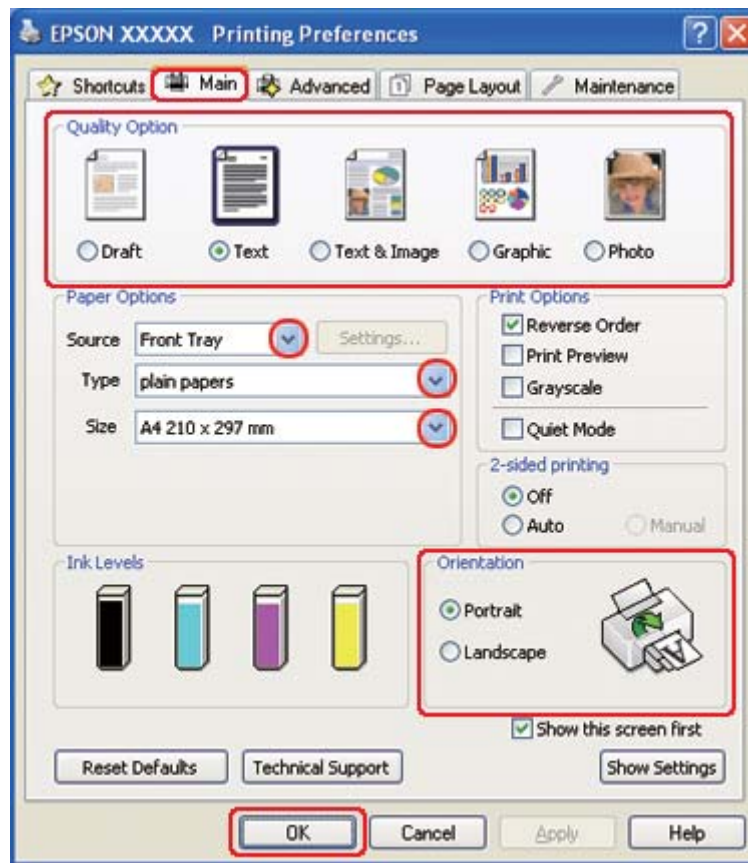 EPSON XXXXX Printing Preferences
Shortcuts Main Advanced 1 Page Layout Maintenance
Quality Option
Draft Text Text & Image Graphic Photo
Paper Options
Source Front Tray Settings...
Type plain papers
Size A4 210 x 297 mm
Print Options
Reverse Order
Print Preview
Grayscale
Quiet Mode
2-sided printing
Off
Auto Manual
Ink Levels
Orientation
Portrait
Landscape
A
Show this screen first
Reset Defaults Technical Support Show Settings
OK Cancel Apply Help